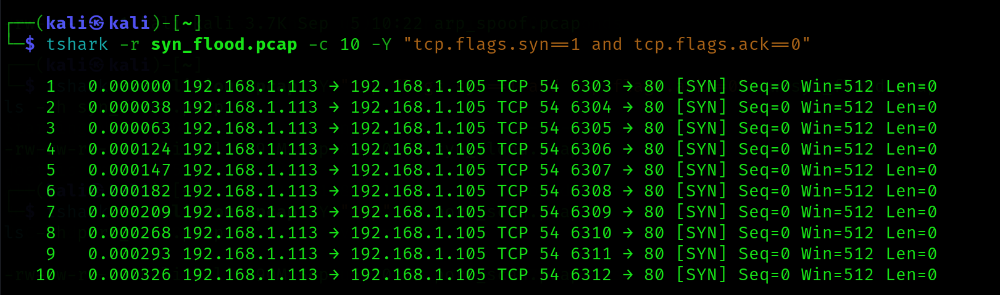 ┌──(kali㉿kali)-[~]
└─$ tshark -r syn_flood.pcap -c 10 -Y "tcp.flags.syn==1 and tcp.flags.ack==0"
1 0.000000 192.168.1.113 → 192.168.1.105 TCP 54 6303 → 80 [SYN] Seq=0 Win=512 Len=0
2 0.000038 192.168.1.113 → 192.168.1.105 TCP 54 6304 → 80 [SYN] Seq=0 Win=512 Len=0
3 0.000063 192.168.1.113 → 192.168.1.105 TCP 54 6305 → 80 [SYN] Seq=0 Win=512 Len=0
4 0.000124 192.168.1.113 → 192.168.1.105 TCP 54 6306 → 80 [SYN] Seq=0 Win=512 Len=0
5 0.000147 192.168.1.113 → 192.168.1.105 TCP 54 6307 → 80 [SYN] Seq=0 Win=512 Len=0
6 0.000182 192.168.1.113 → 192.168.1.105 TCP 54 6308 → 80 [SYN] Seq=0 Win=512 Len=0
7 0.000209 192.168.1.113 → 192.168.1.105 TCP 54 6309 → 80 [SYN] Seq=0 Win=512 Len=0
8 0.000268 192.168.1.113 → 192.168.1.105 TCP 54 6310 → 80 [SYN] Seq=0 Win=512 Len=0
9 0.000293 192.168.1.113 → 192.168.1.105 TCP 54 6311 → 80 [SYN] Seq=0 Win=512 Len=0
10 0.000326 192.168.1.113 → 192.168.1.105 TCP 54 6312 → 80 [SYN] Seq=0 Win=512 Len=0